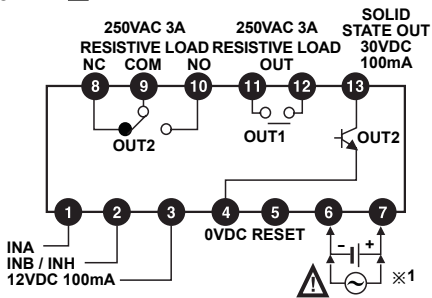 250VAC 3A
RESISTIVE LOAD
NC COM NO
250VAC 3A
RESISTIVE LOAD
OUT
SOLID
STATE OUT
30VDC
100mA
8 9 10 11 12 13
OUT2
OUT1
OUT2
1 2 3 4 5 6 7
0VDC RESET
INA
INB / INH
12VDC 100mA
- +
※1
!